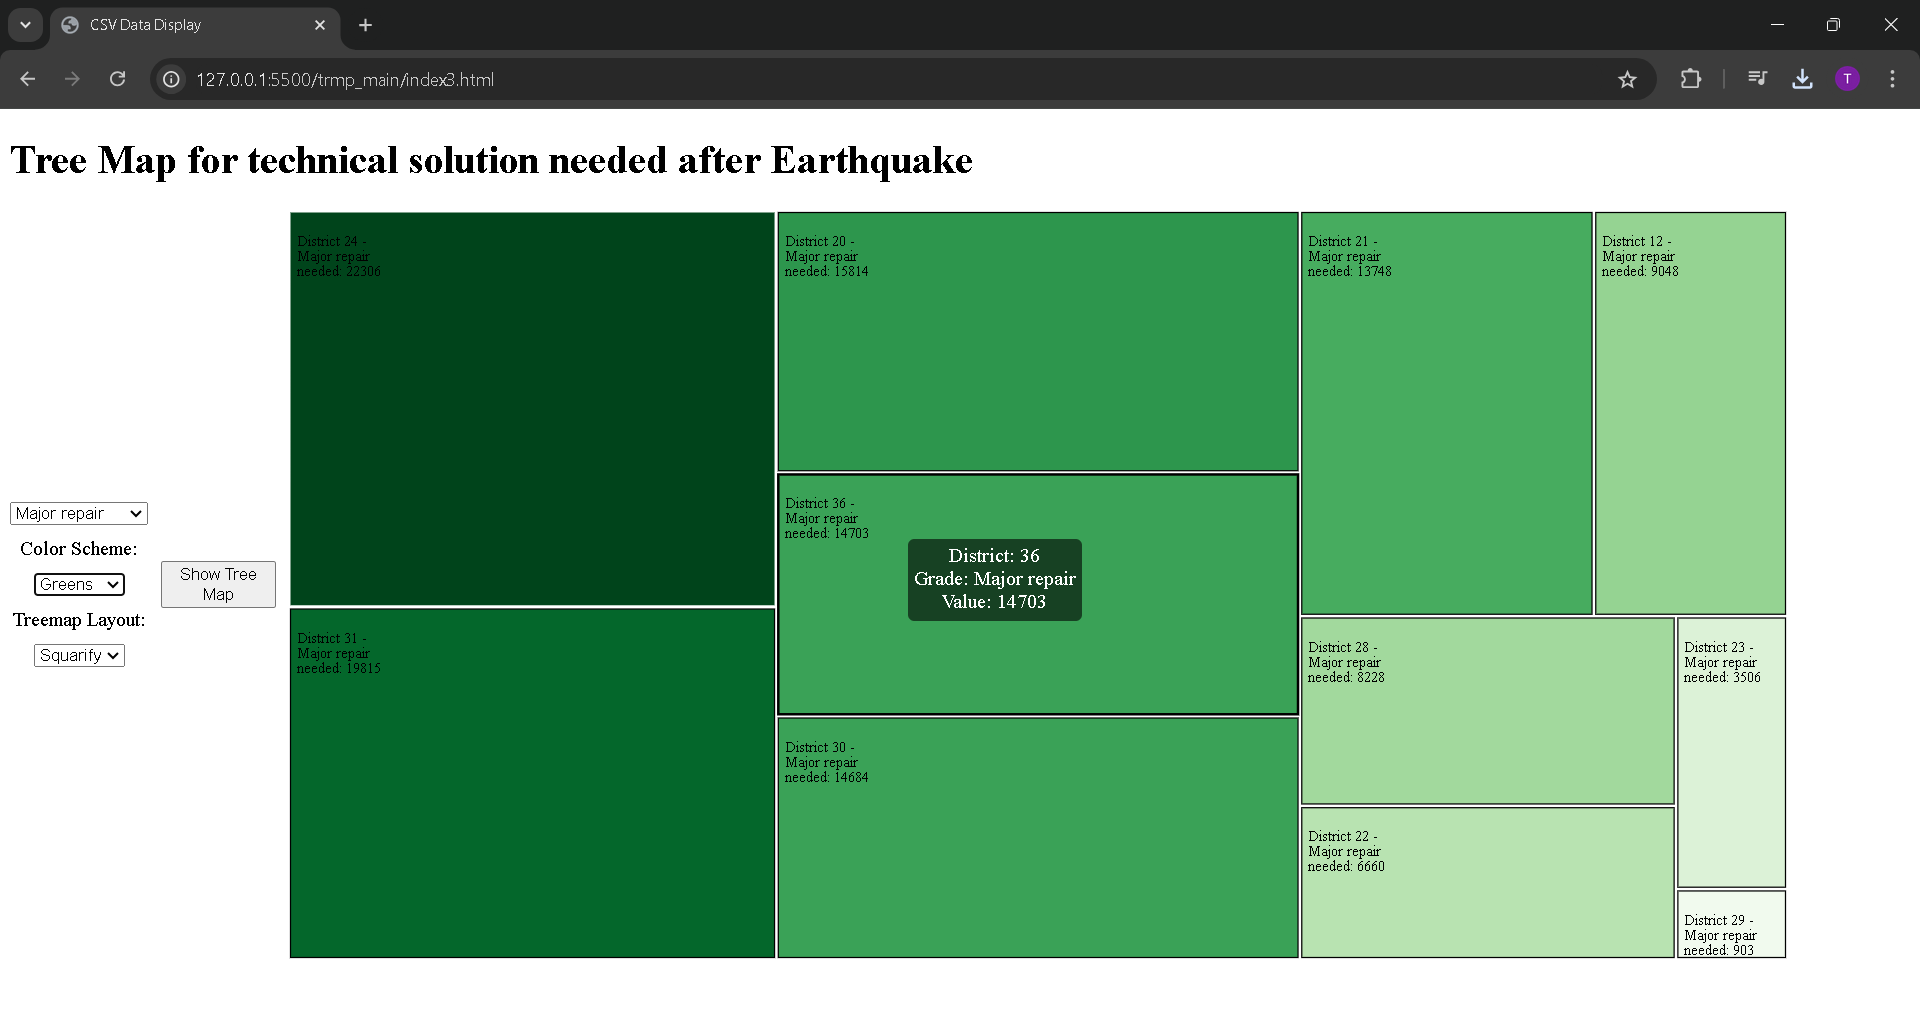 CSV Data Display
127.0.0.1:5500/trmp_main/index3.html
T
Tree Map for technical solution needed after Earthquake
Major repair
Color Scheme:
Greens
Treemap Layout:
Squarify
Show Tree
Map
District 24 -
Major repair
needed: 22306
District 31 -
Major repair
needed: 19815
District 20 -
Major repair
needed: 15814
District 36 -
Major repair
needed: 14703
District: 36
Grade: Major repair
Value: 14703
District 30 -
Major repair
needed: 14684
District 21 -
Major repair
needed: 13748
District 12 -
Major repair
needed: 9048
District 28 -
Major repair
needed: 8228
District 22 -
Major repair
needed: 6660
District 23 -
Major repair
needed: 3506
District 29 -
Major repair
needed: 903